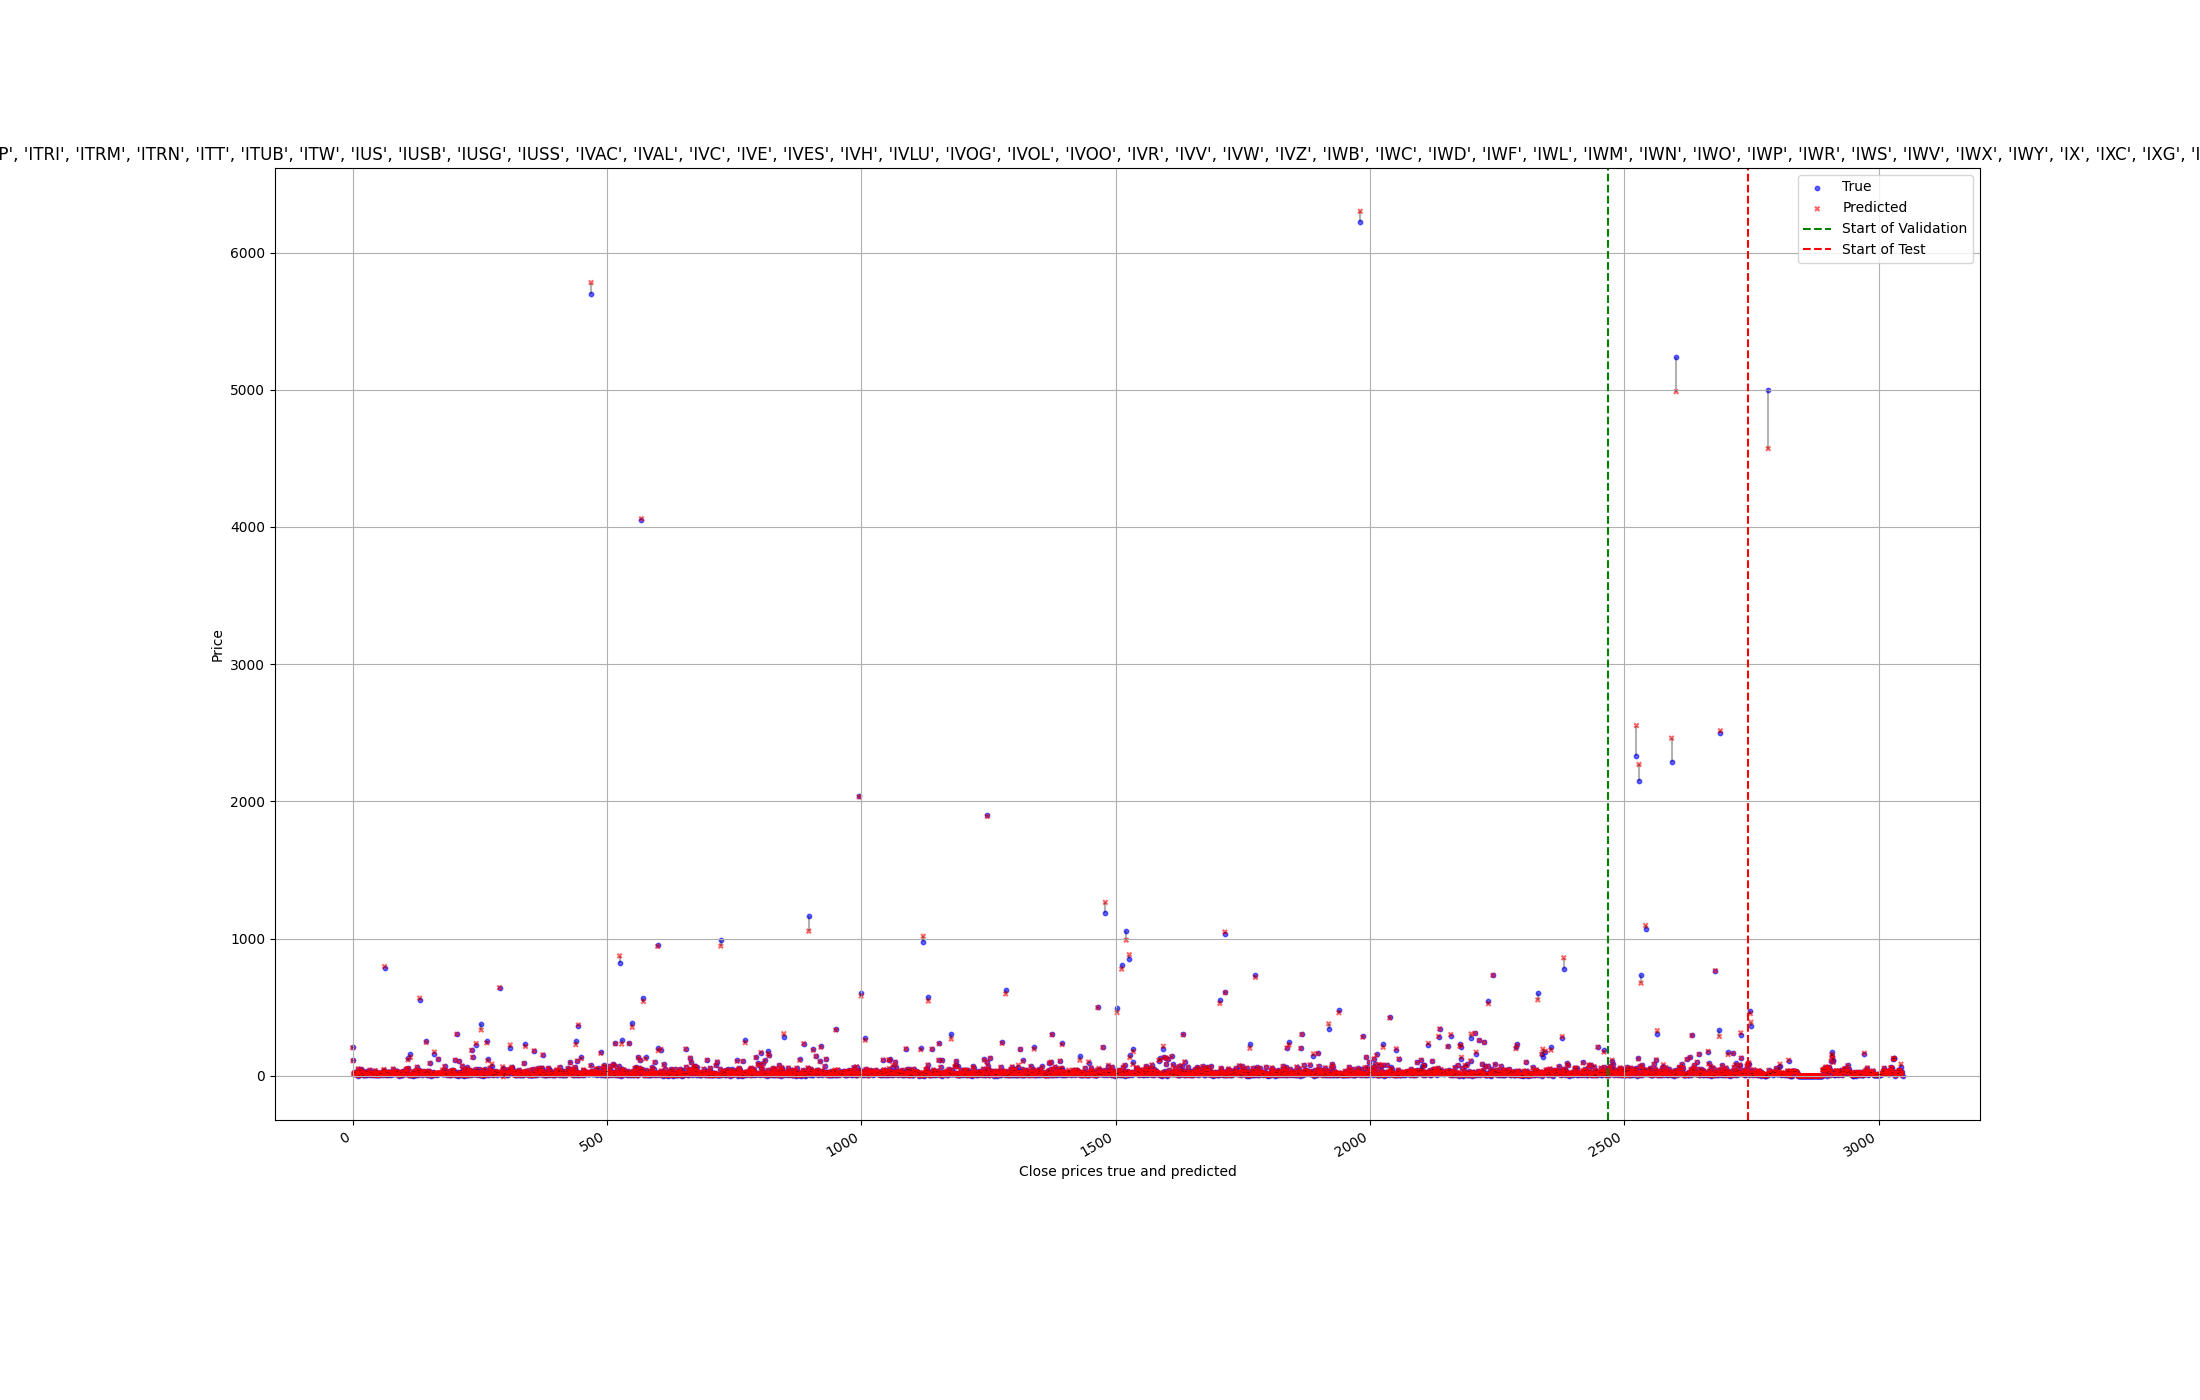 P', 'ITRI', 'ITRM', 'ITRN', 'ITT', 'ITUB', 'ITW', 'IUS', 'IUSB', 'IUSG', 'IUSS', 'IVAC', 'IVAL', 'IVC', 'IVE', 'IVES', 'IVH', 'IVLU', 'IVOG', 'IVOL', 'IVOO', 'IVR', 'IVV', 'IVW', 'IVZ', 'IWB', 'IWC', 'IWD', 'IWF', 'IWL', 'IWM', 'IWN', 'IWO', 'IWP', 'IWR', 'IWS', 'IWV', 'IWX', 'IWY', 'IX', 'IXC', 'IXG', 'I
True
Predicted
Start of Validation
Start of Test
6000
5000
4000
3000
2000
1000
0
Price
0 500 1000 1500 2000 2500 3000
Close prices true and predicted